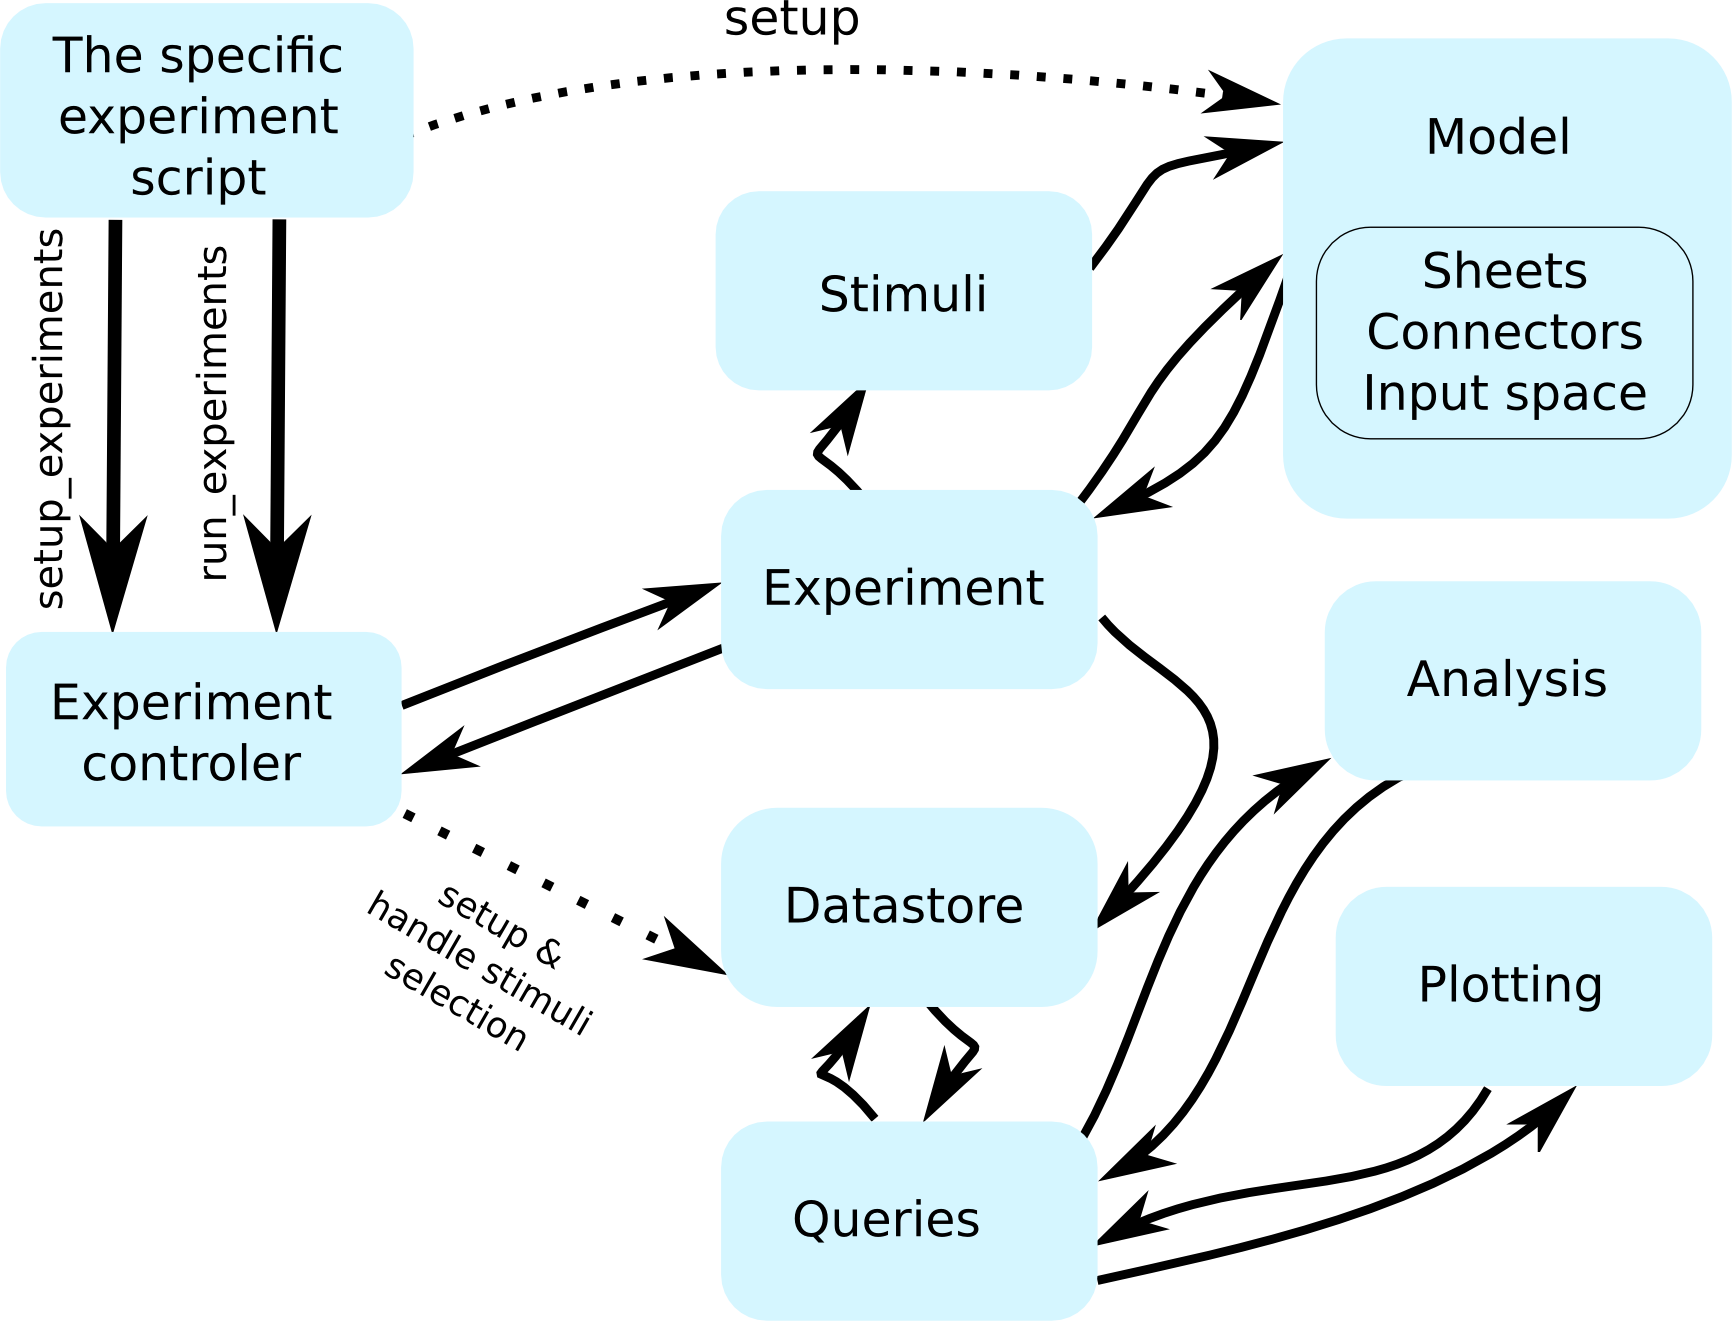 setup
The specific
experiment
script
Model
setup_experiments
run_experiments
Stimuli
Sheets
Connectors
Input space
Experiment
Experiment
controler
Analysis
Datastore
setup &
handle stimuli
selection
Plotting
Queries